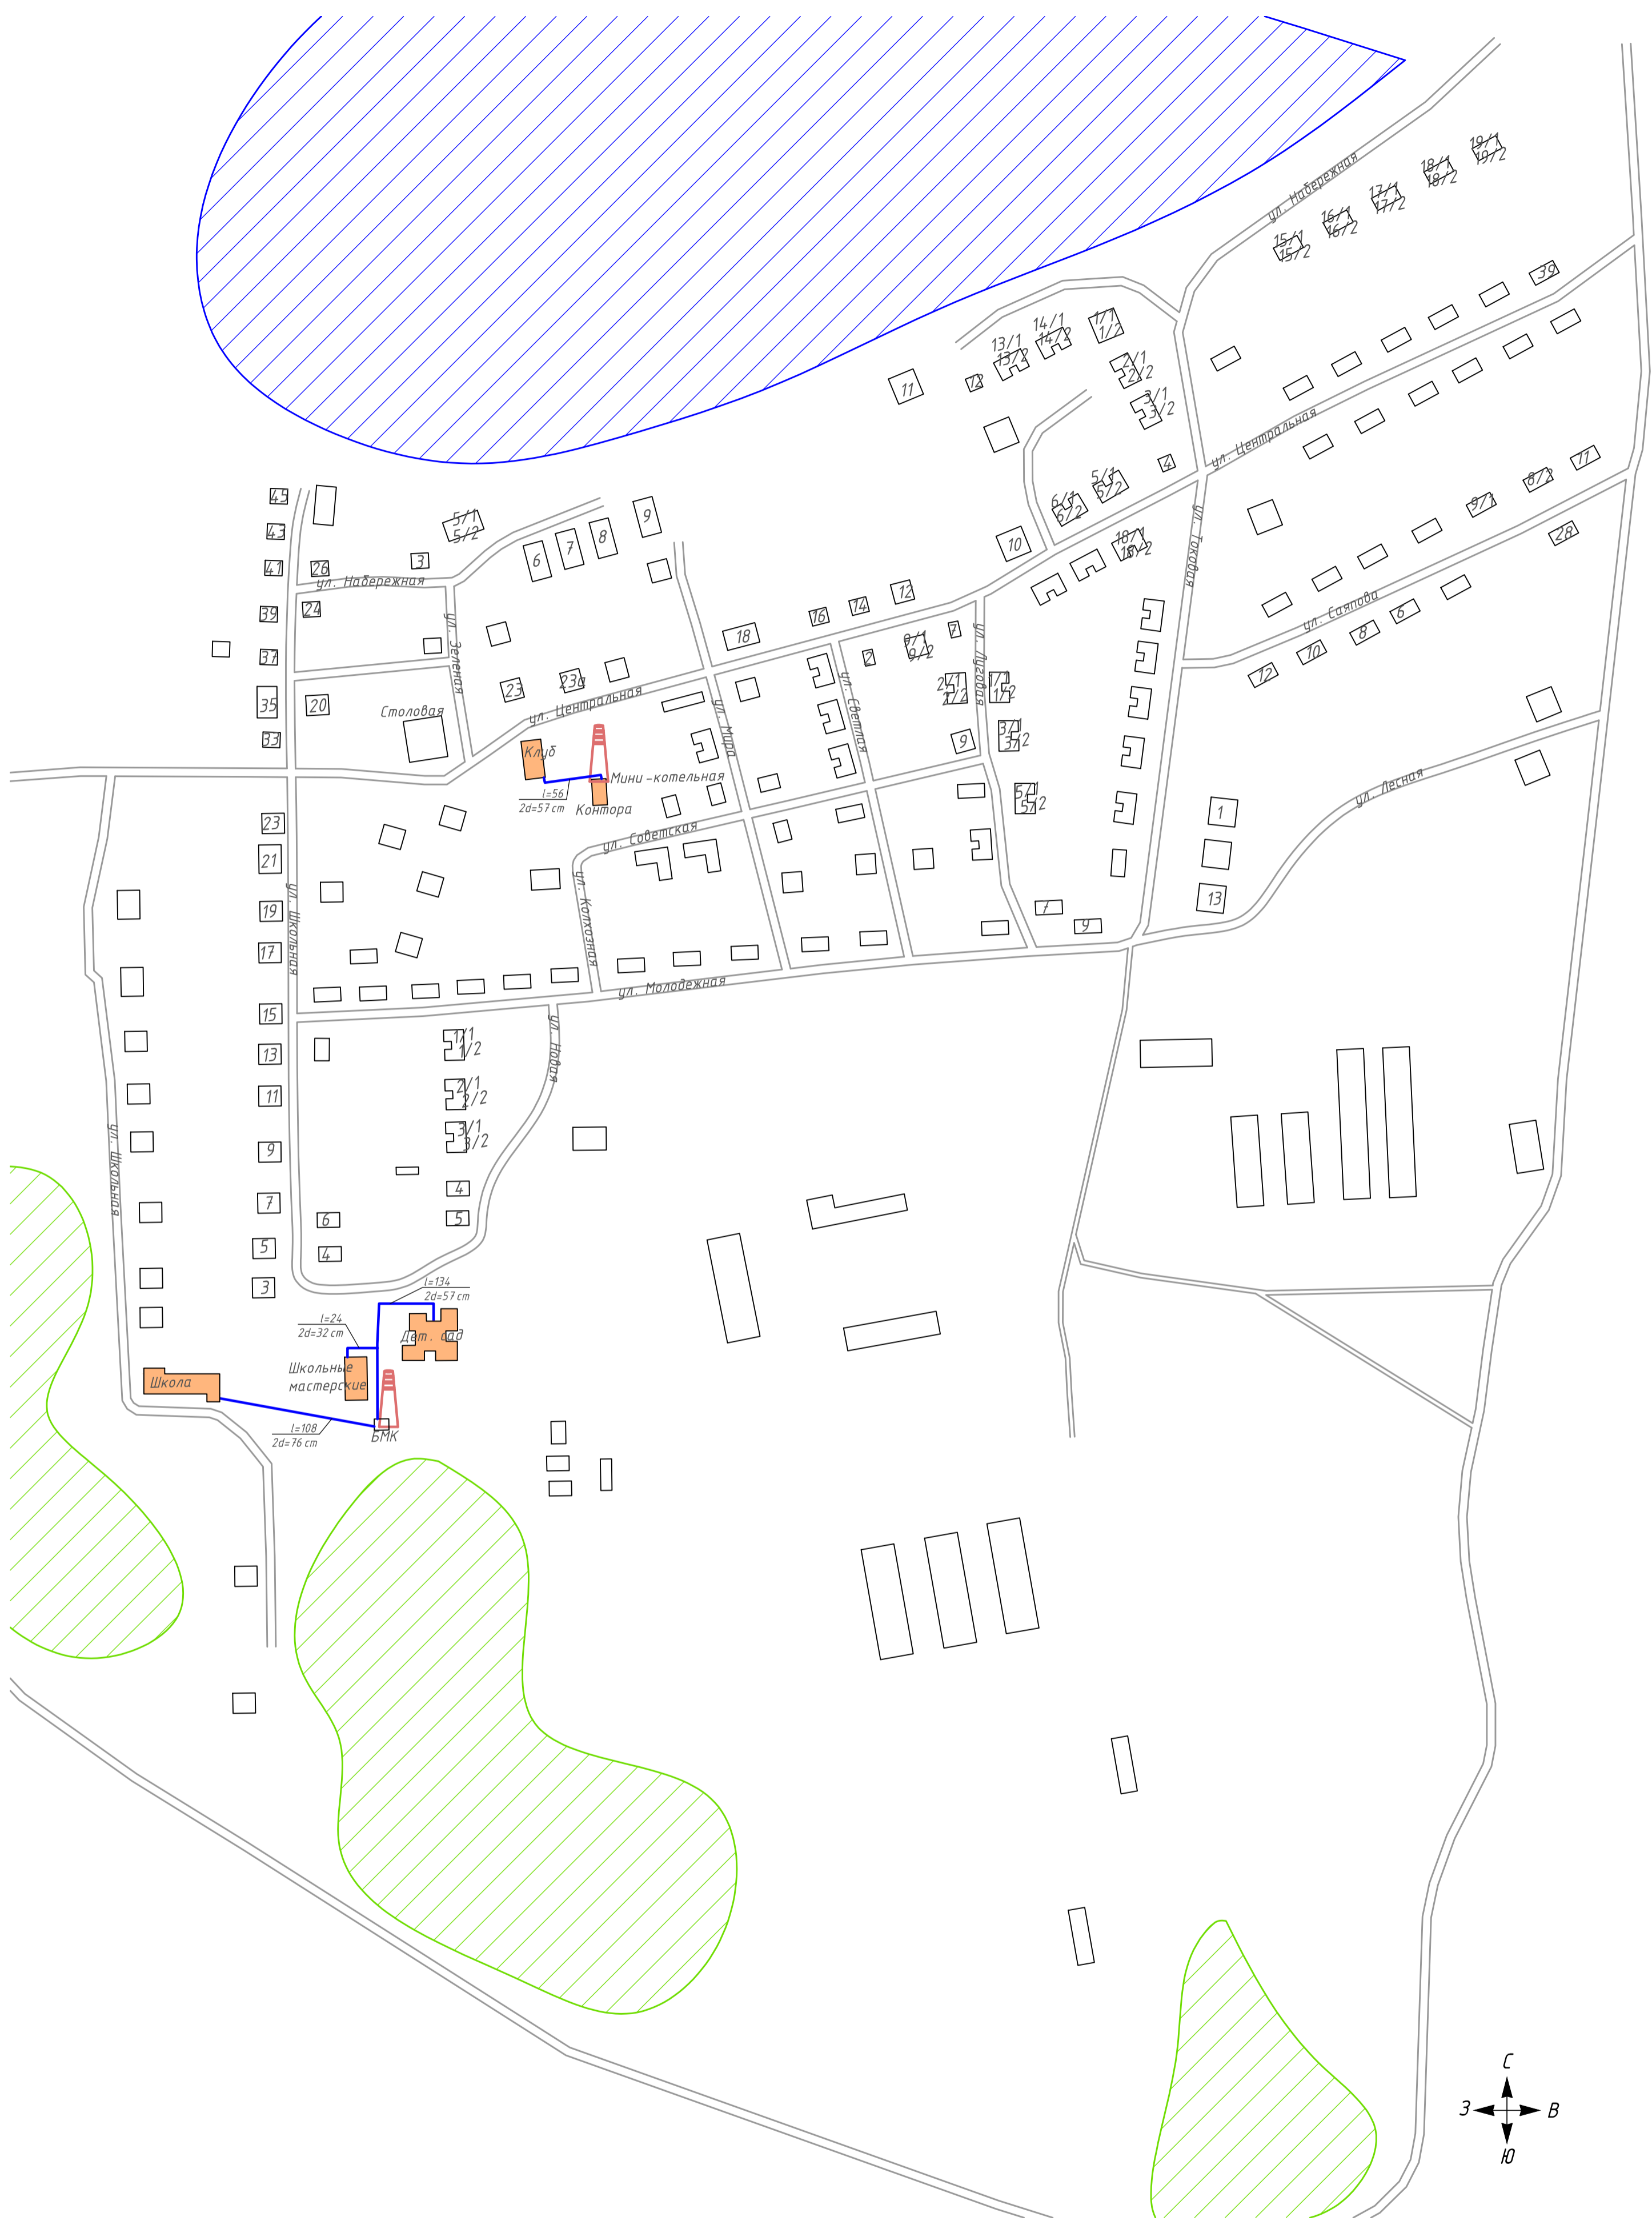 19/1
19/2
18/1
18/2
ул. Набережная
17/1
17/2
16/1
16/2
15/1
15/2
39
14/1
14/2
1/1
1/2
13/1
13/2
12
11
2/1
2/2
3/1
3/2
ул. Центральная
4
5/1
5/2
6/1
6/2
11
8/2
9/1
28
45
43
41
5/1
5/2
9
8
7
6
3
26
ул. Набережная
24
39
37
35
33
20
ул. Зеленая
10
18/1
18/2
ул. Токовая
12
14
16
18
7
9/1
9/2
2
ул. Луговая
ул. Саяпова
6
8
10
12
23
23а
ул. Центральная
Столовая
Клуб
ул. Мира
ул. Светлая
2/1
2/2
1/1
1/2
3/1
3/2
9
5/1
5/2
Мини-котельная
l=56
2d=57 cm
Контора
ул. Советская
ул. Лесная
1
13
23
21
19
17
ул. Школьная
ул. Колхозная
7
9
ул. Молодежная
15
13
11
9
7
5
3
1/1
1/2
2/1
2/2
3/1
3/2
4
5
6
4
ул. Новая
ул. Школьная
l=134
2d=57 cm
l=24
2d=32 cm
Дет. сад
Школьные
мастерские
Школа
l=108
2d=76 cm
БМК
С
З
В
Ю